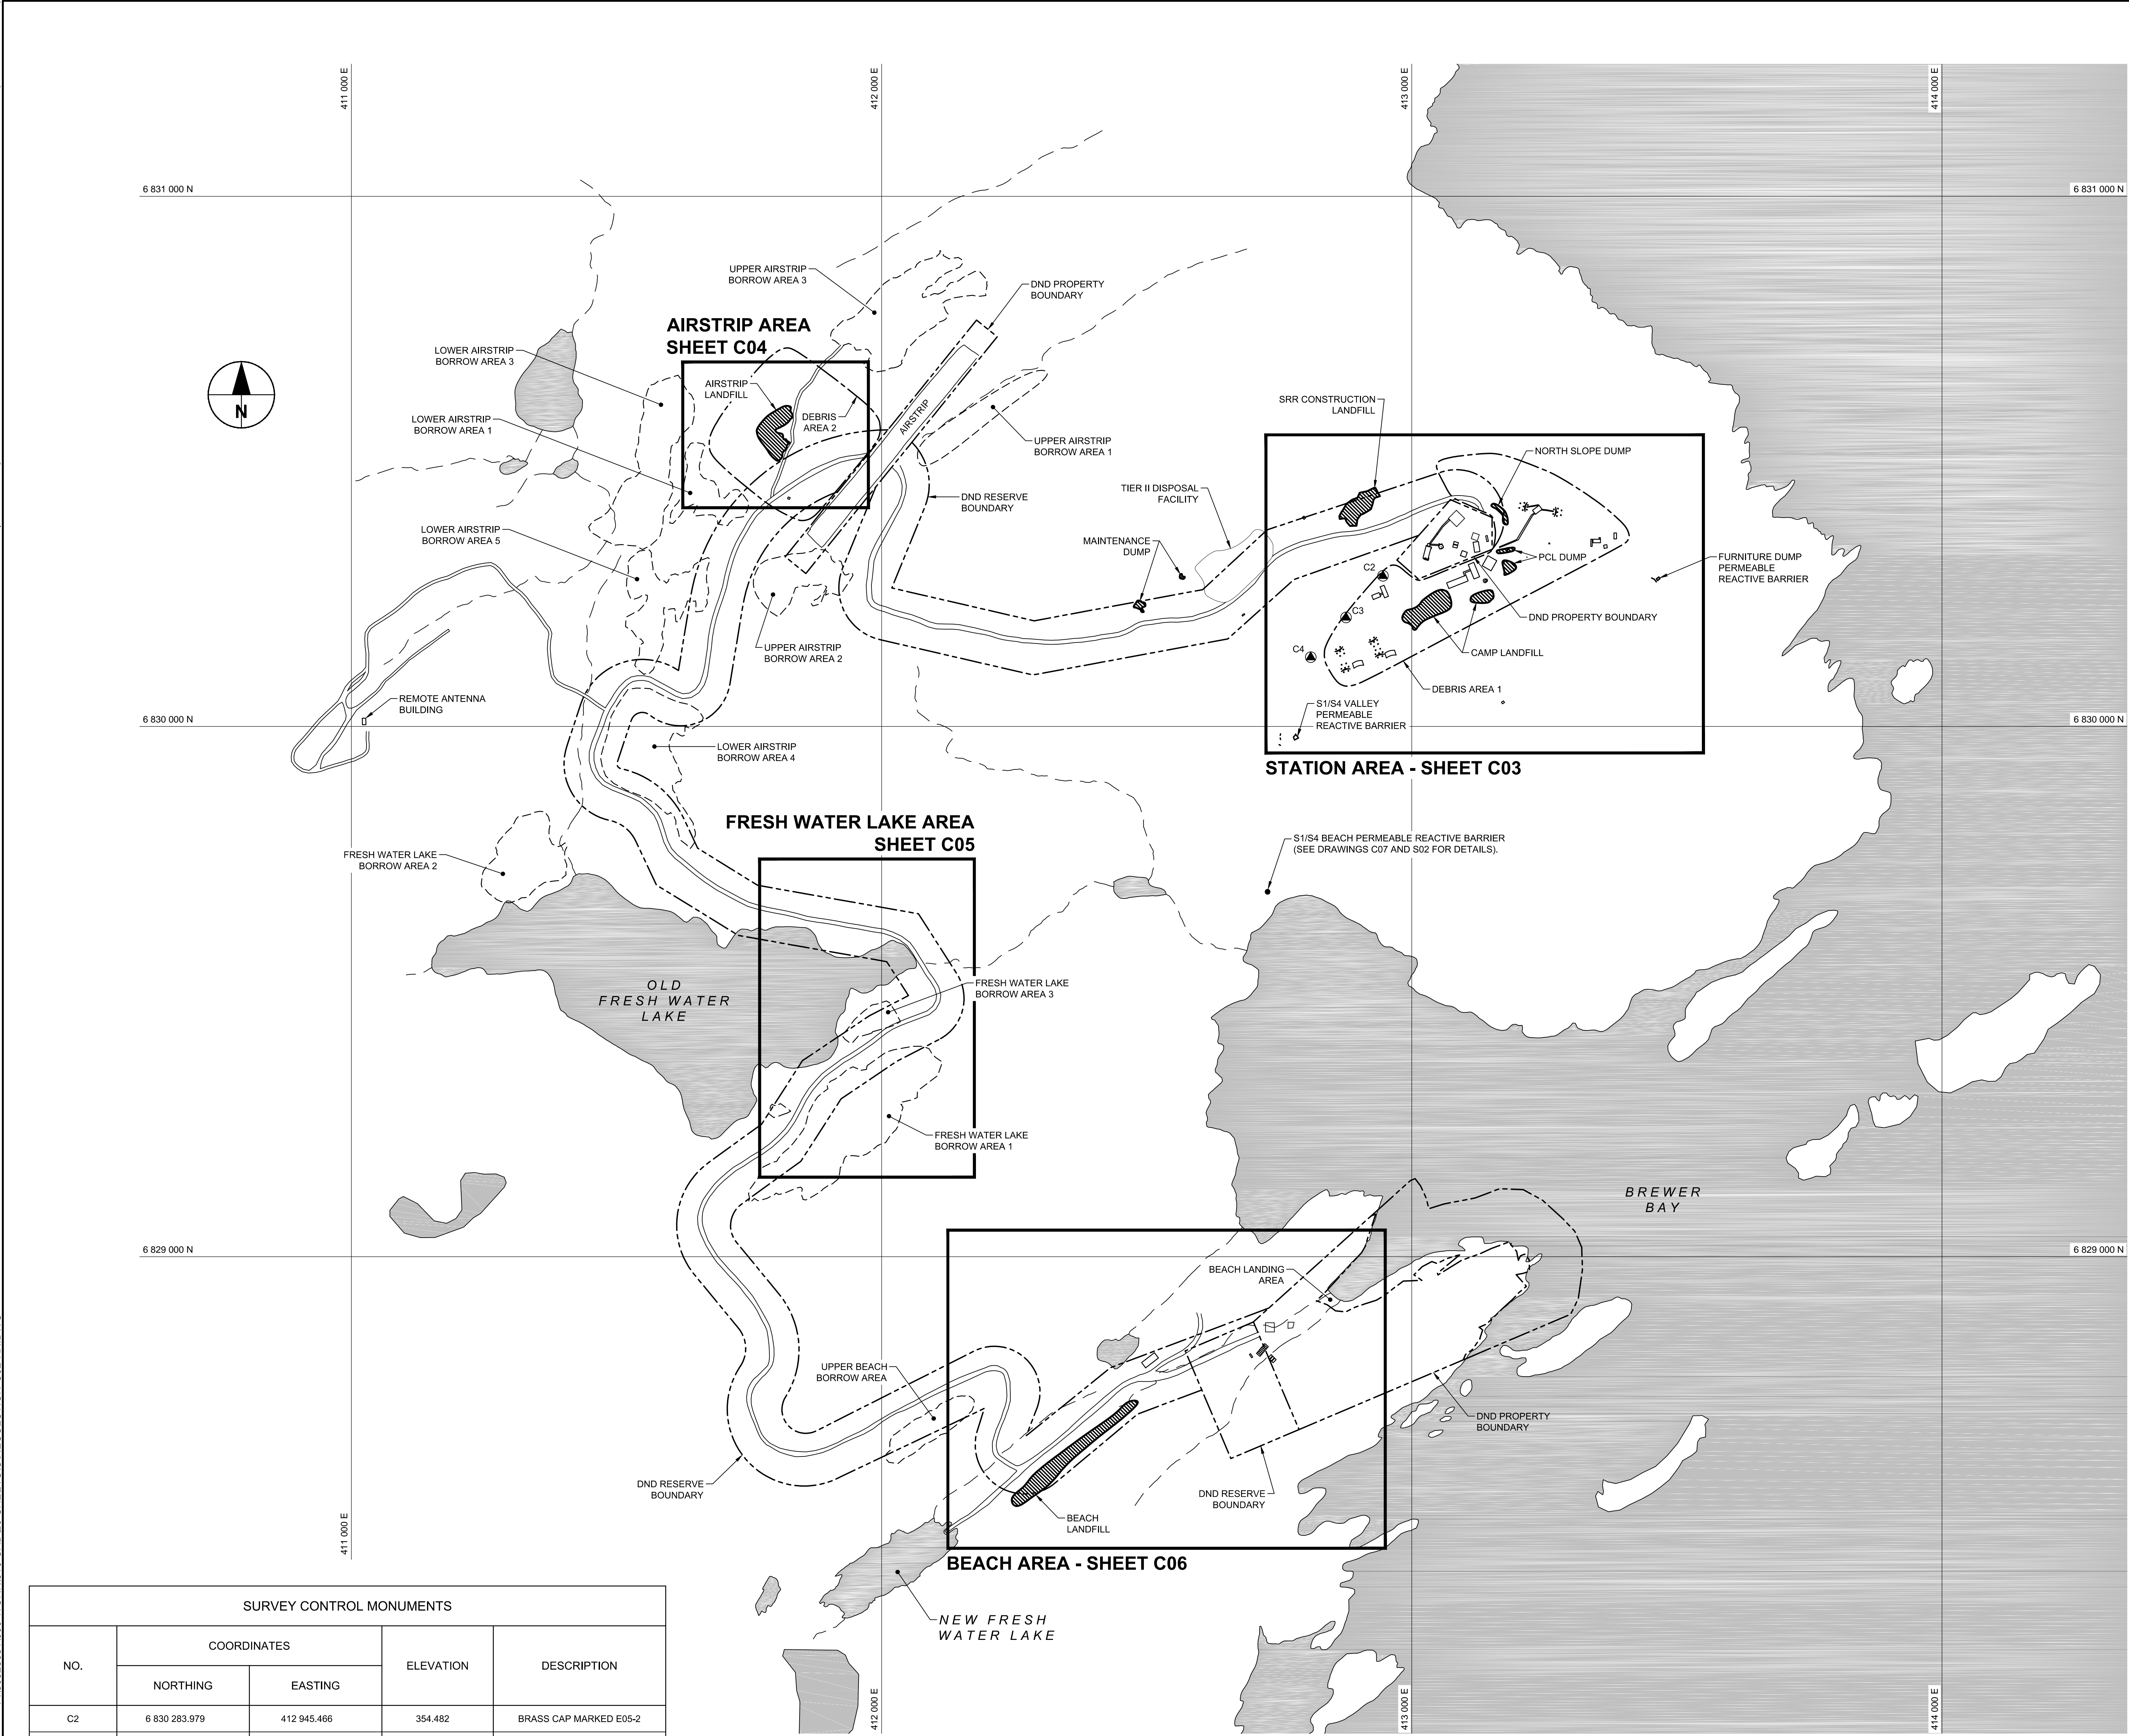 411 000 E
412 000 E
413 000 E
414 000 E
6 831 000 N
6 831 000 N
UPPER AIRSTRIP
BORROW AREA 3
DND PROPERTY
BOUNDARY
AIRSTRIP AREA
SHEET C04
LOWER AIRSTRIP
BORROW AREA 3
N
AIRSTRIP
LANDFILL
DEBRIS
AREA 2
AIRSTRIP
LOWER AIRSTRIP
BORROW AREA 1
UPPER AIRSTRIP
BORROW AREA 1
SRR CONSTRUCTION
LANDFILL
NORTH SLOPE DUMP
TIER II DISPOSAL
FACILITY
DND RESERVE
BOUNDARY
LOWER AIRSTRIP
BORROW AREA 5
MAINTENANCE
DUMP
PCL DUMP
FURNITURE DUMP
PERMEABLE
REACTIVE BARRIER
C2
C3
C4
DND PROPERTY BOUNDARY
UPPER AIRSTRIP
BORROW AREA 2
CAMP LANDFILL
DEBRIS AREA 1
REMOTE ANTENNA
BUILDING
S1/S4 VALLEY
PERMEABLE
REACTIVE BARRIER
6 830 000 N
6 830 000 N
LOWER AIRSTRIP
BORROW AREA 4
STATION AREA - SHEET C03
FRESH WATER LAKE AREA
SHEET C05
S1/S4 BEACH PERMEABLE REACTIVE BARRIER
(SEE DRAWINGS C07 AND S02 FOR DETAILS).
FRESH WATER LAKE
BORROW AREA 2
OLD
FRESH WATER
LAKE
FRESH WATER LAKE
BORROW AREA 3
FRESH WATER LAKE
BORROW AREA 1
BREWER
BAY
6 829 000 N
6 829 000 N
BEACH LANDING
AREA
UPPER BEACH
BORROW AREA
DND PROPERTY
BOUNDARY
DND RESERVE
BOUNDARY
DND RESERVE
BOUNDARY
BEACH
LANDFILL
411 000 E
BEACH AREA - SHEET C06
NEW FRESH
WATER LAKE
412 000 E
413 000 E
414 000 E
SURVEY CONTROL MONUMENTS
NO.
COORDINATES
ELEVATION
DESCRIPTION
NORTHING
EASTING
C2
6 830 283.979
412 945.466
354.482
BRASS CAP MARKED E05-2